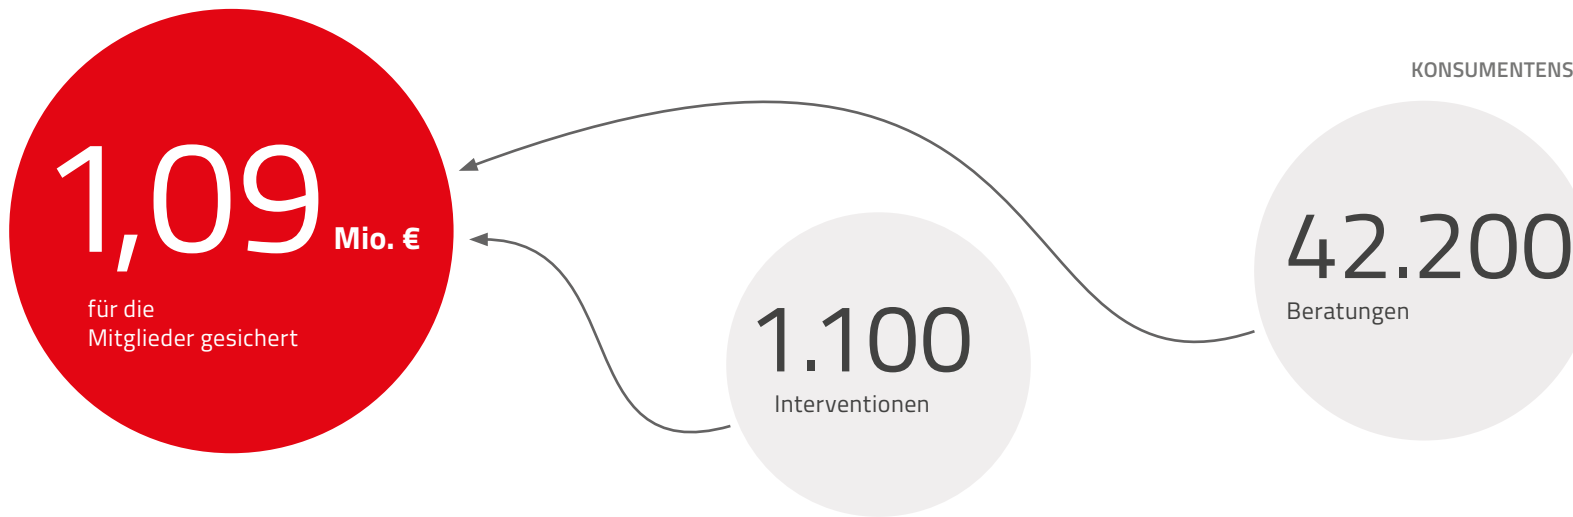 KONSUMENTENS
1,09 Mio. €
für die
Mitglieder gesichert
1.100
Interventionen
42.200
Beratungen